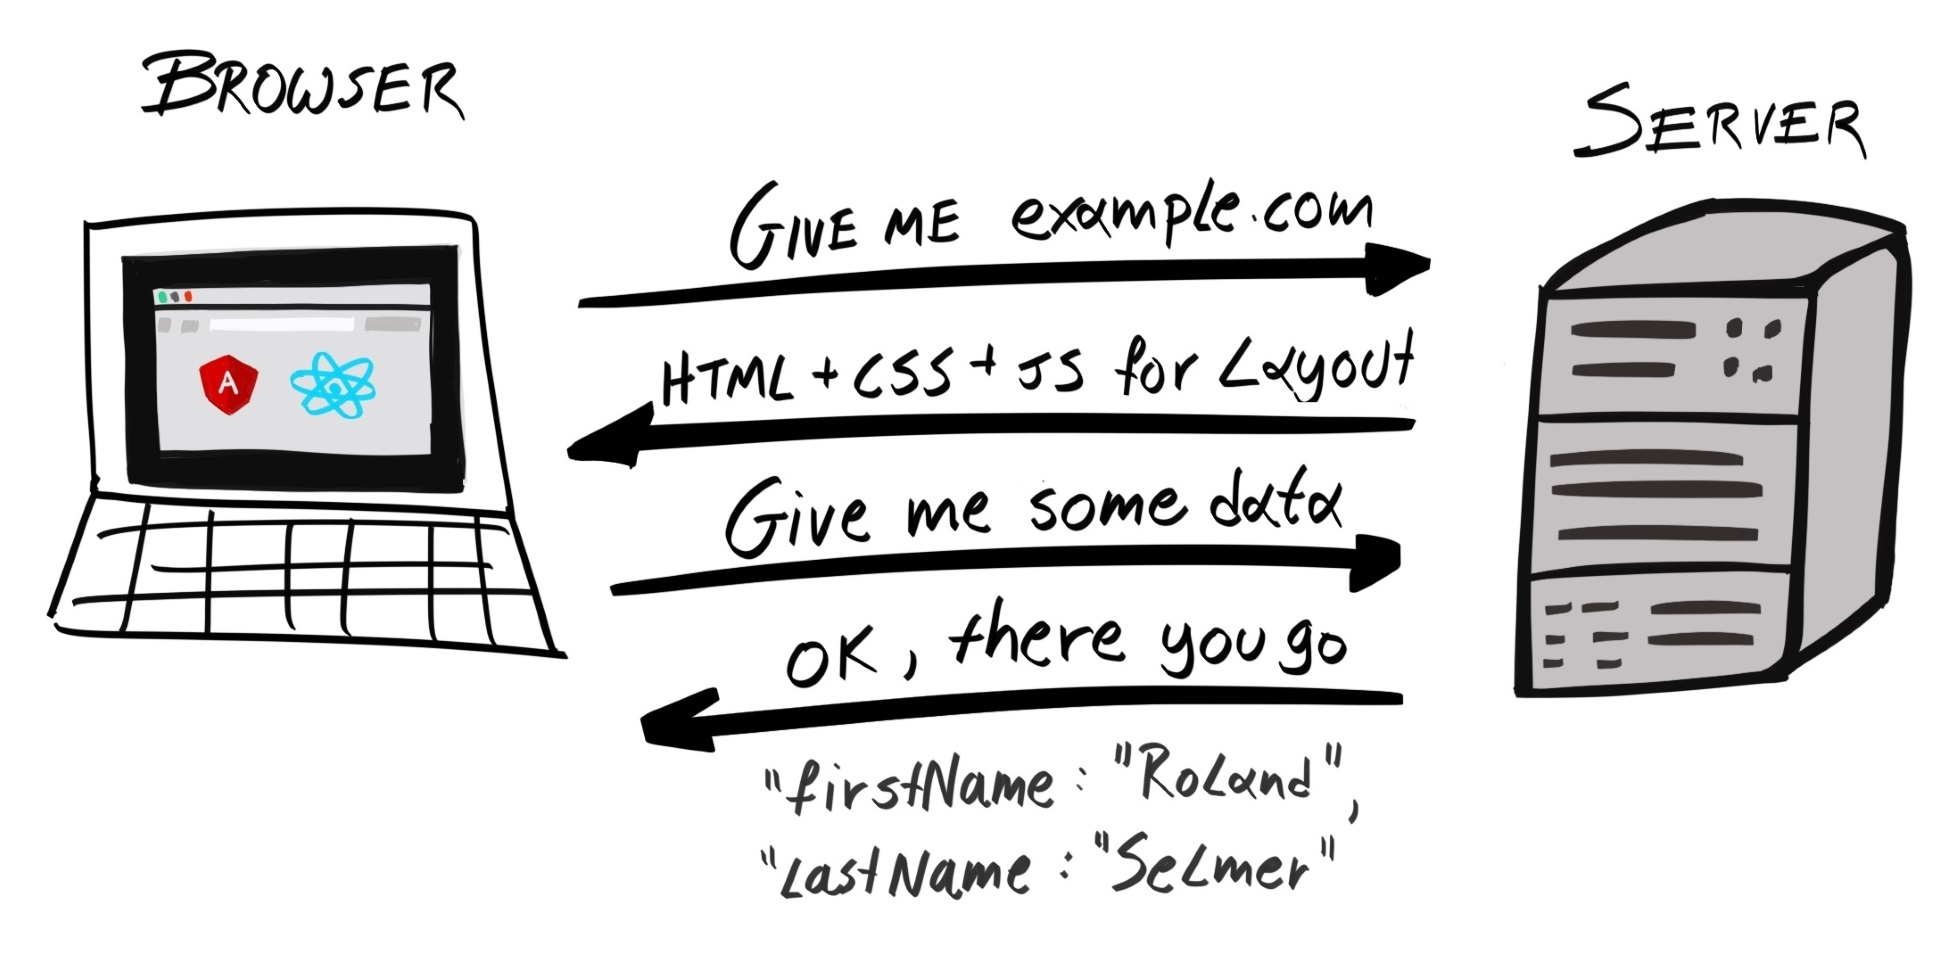 BROWSER
SERVER
GIVE ME example.com
HTML + CSS + JS for Layout
Give me some data
OK, there you go
"firstName : "Roland",
"LastName : "Selmer"
A